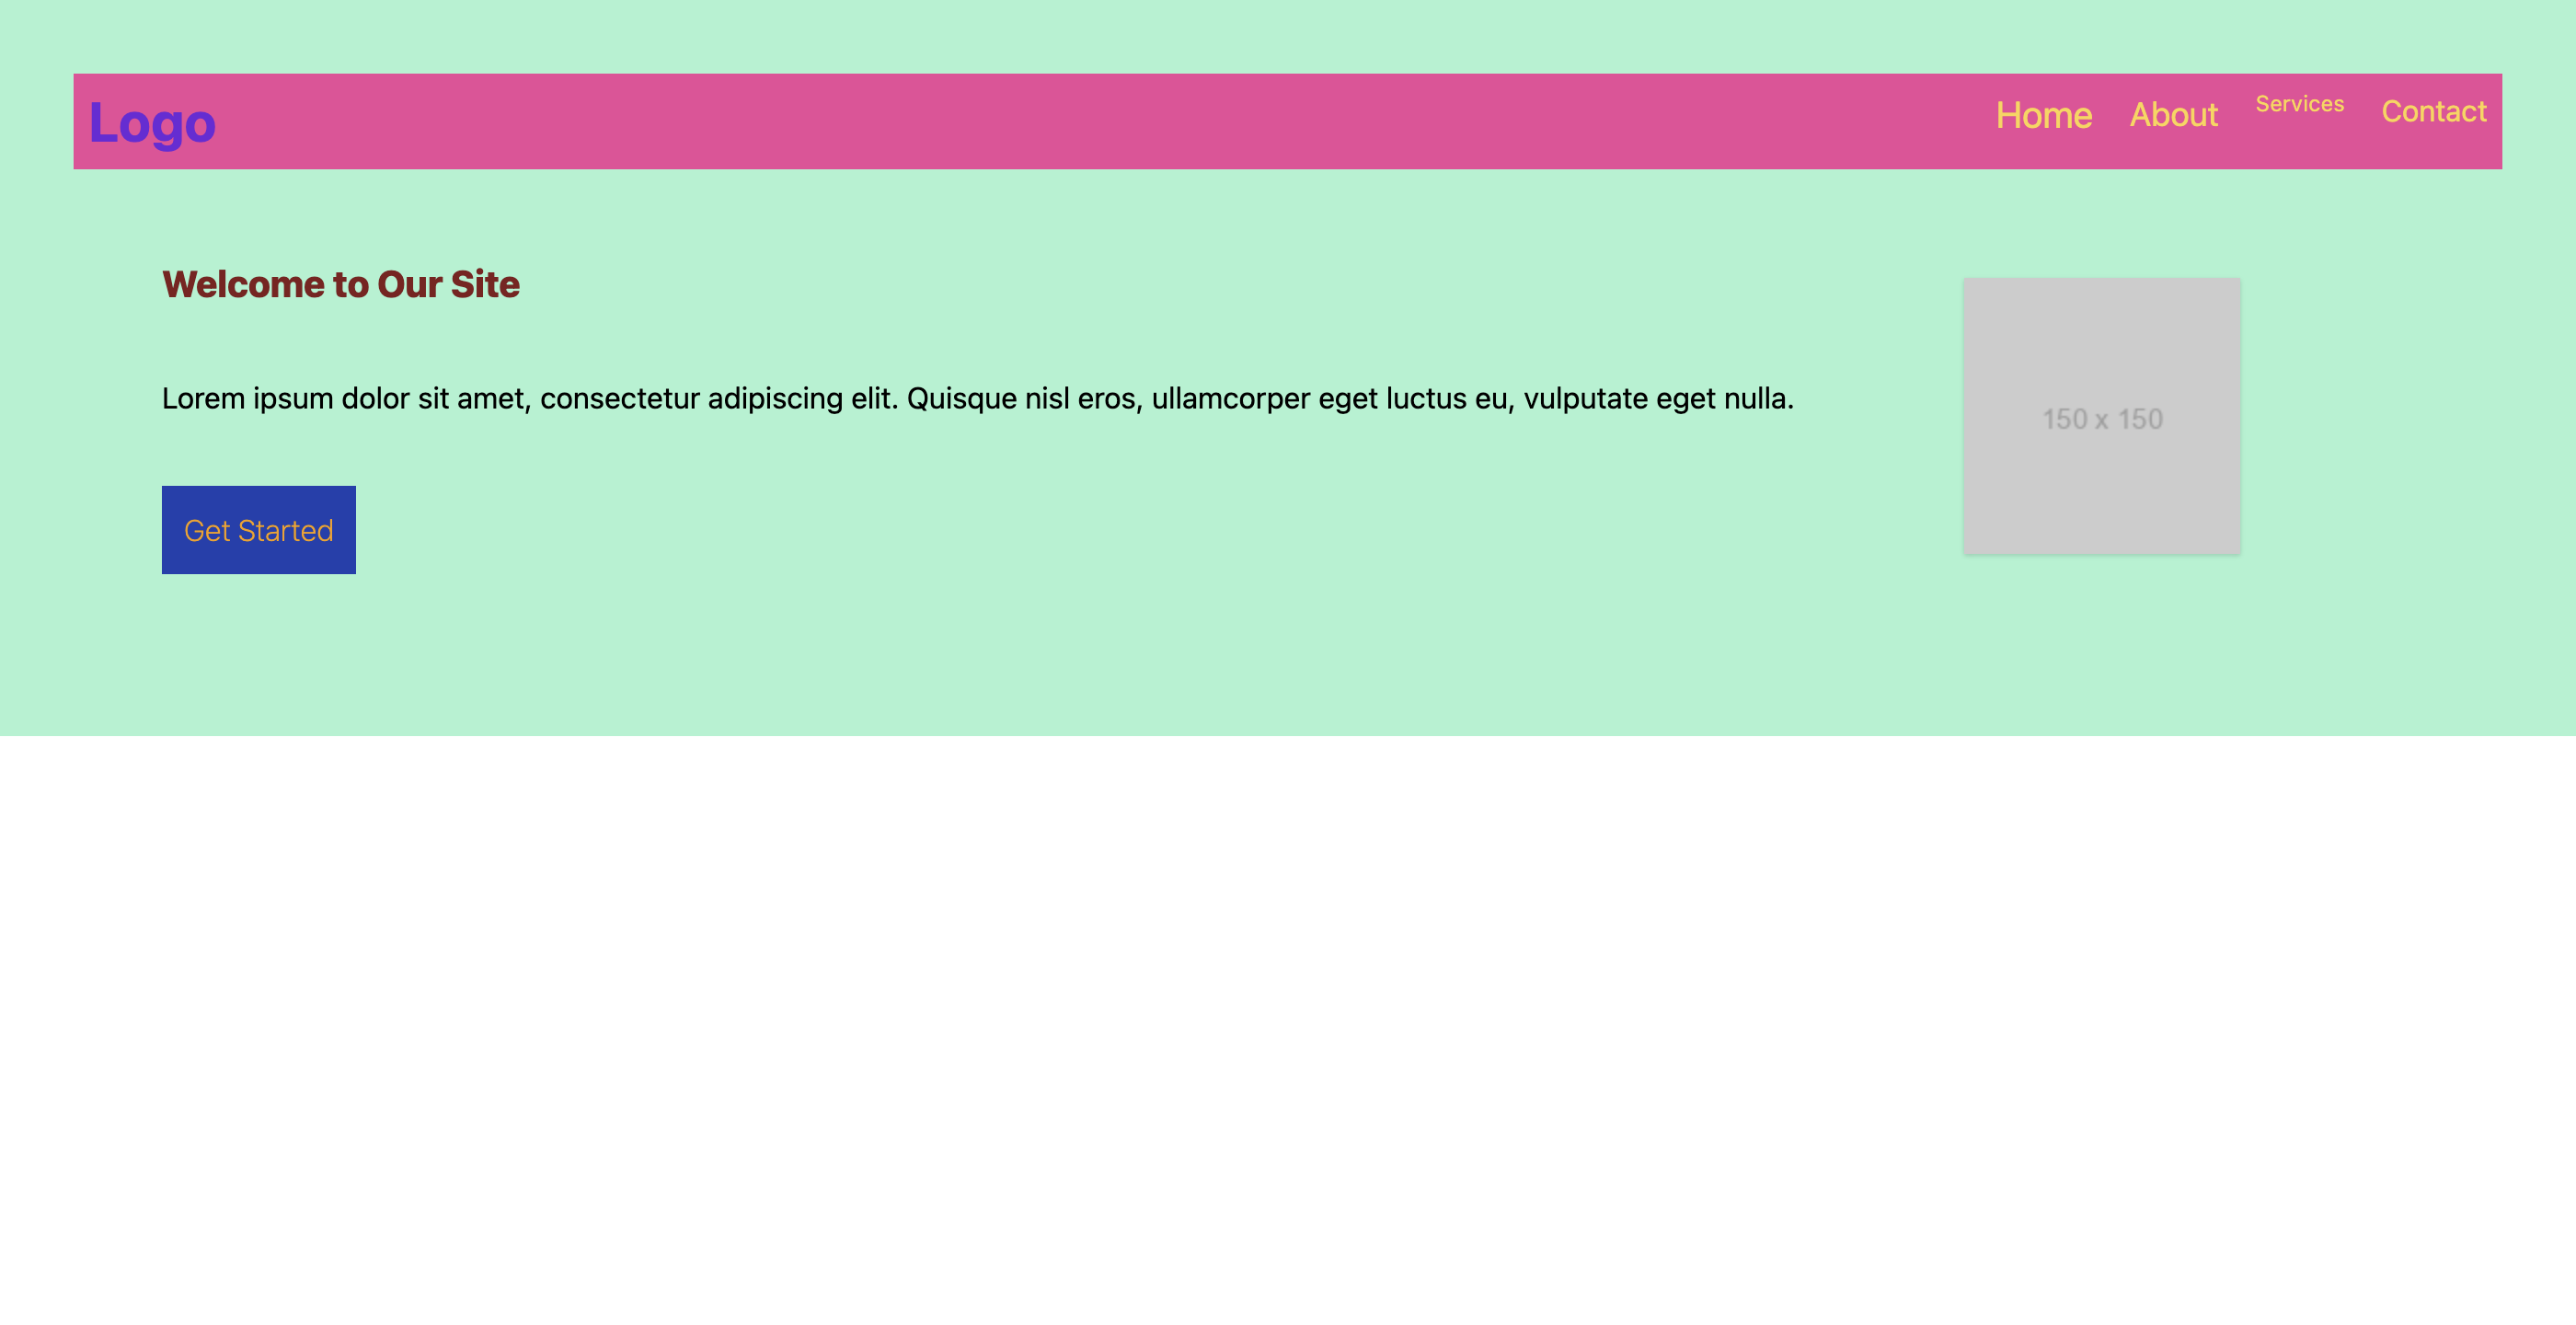 Logo
Home About Services Contact
Welcome to Our Site
Lorem ipsum dolor sit amet, consectetur adipiscing elit. Quisque nisl eros, ullamcorper eget luctus eu, vulputate eget nulla.
150 x 150
Get Started